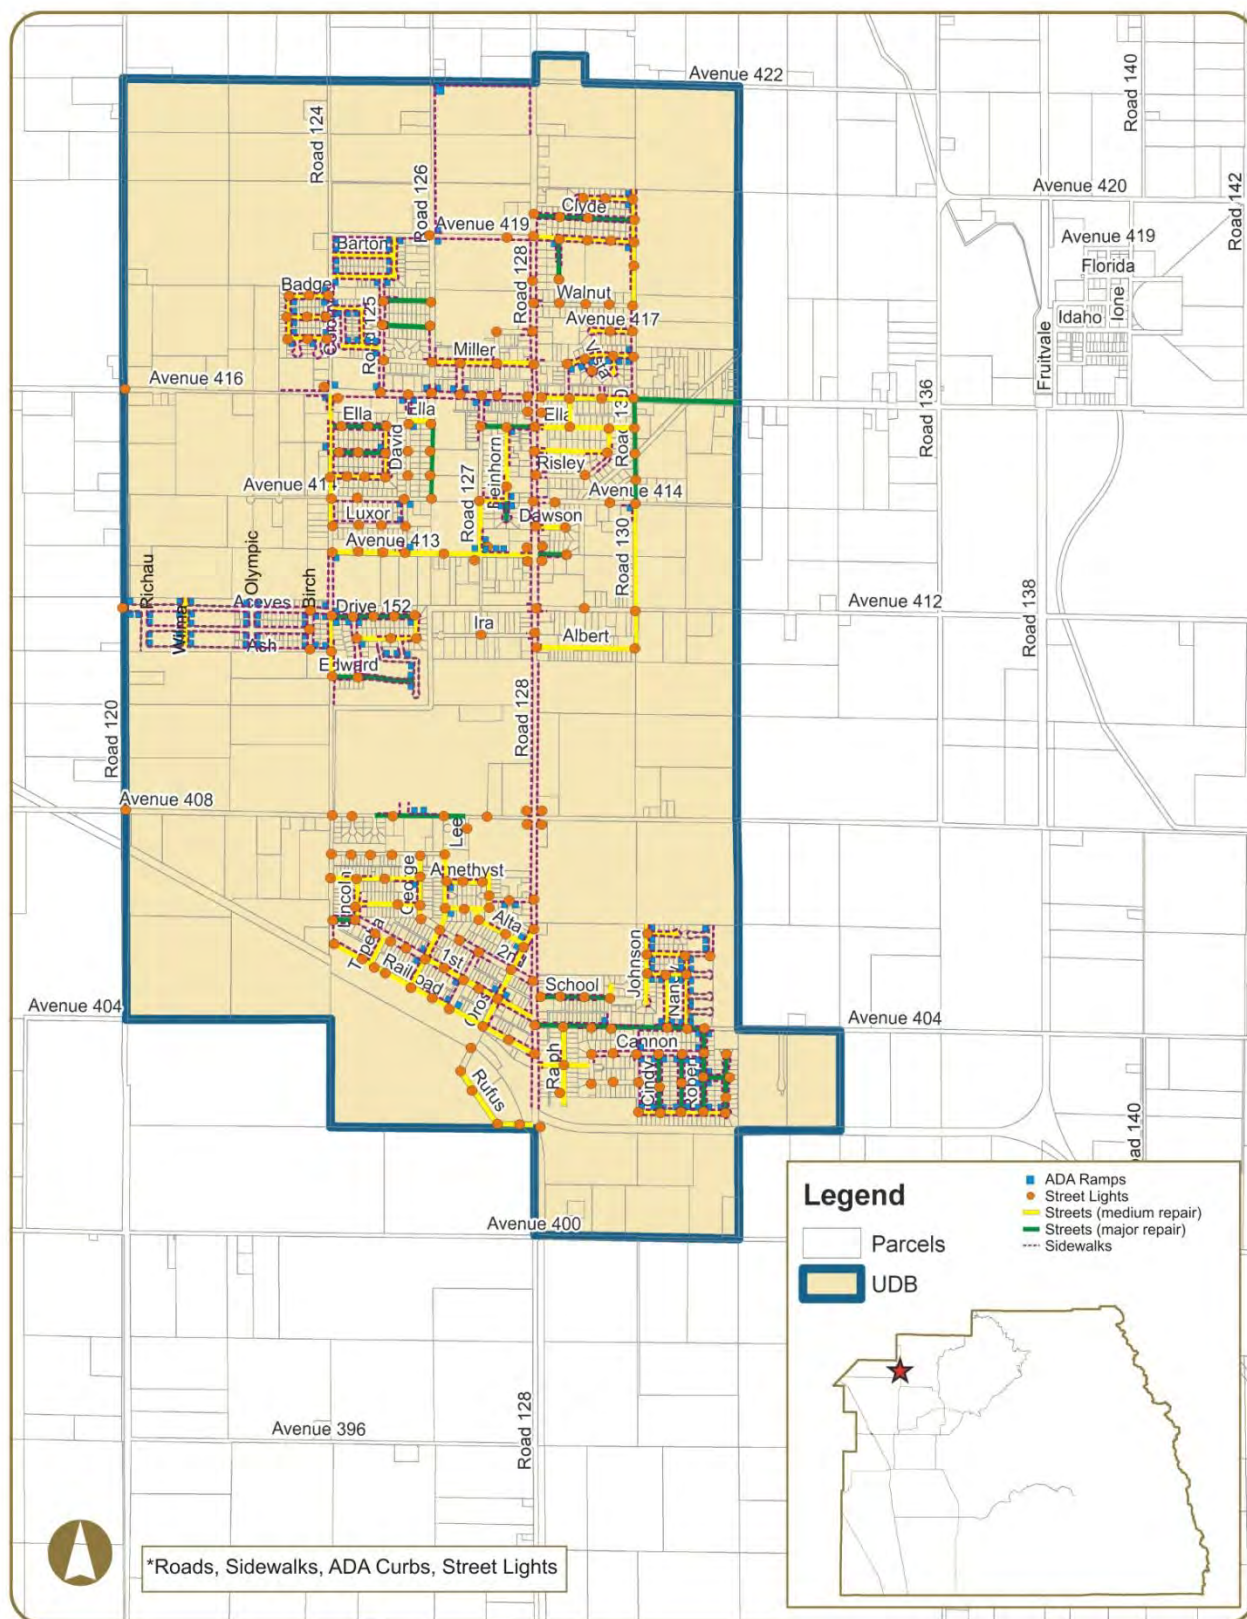 Avenue 422
Road 140
Road 124
Road 126
Avenue 420
Road 142
Clyde
Avenue 419
Barton
Avenue 419
Florida
Road 128
Badge
Walnut
Ione
Idaho
Road 125
Avenue 417
Fruitvale
Miller
Vista
Avenue 416
Road 136
Ella
Ella
Ella
Road 130
David
Risley
Road 127
Avenue 414
Luxor
Dawson
Avenue 413
Road 130
Olympic
Richau
Birch
Road 138
Aceves
Drive 152
Avenue 412
Wilma
Ira
Ash
Albert
Edward
Road 120
Road 128
Avenue 408
Lee
George
Amethyst
Lincoln
Alta
Johnson
1st
Railroad
School
Avenue 404
Avenue 404
Cannon
Ralph
Cindy
Rufus
Avenue 400
Legend
Parcels
UDB
ADA Ramps
Street Lights
Streets (medium repair)
Streets (major repair)
Sidewalks
Road 128
Avenue 396
*Roads, Sidewalks, ADA Curbs, Street Lights